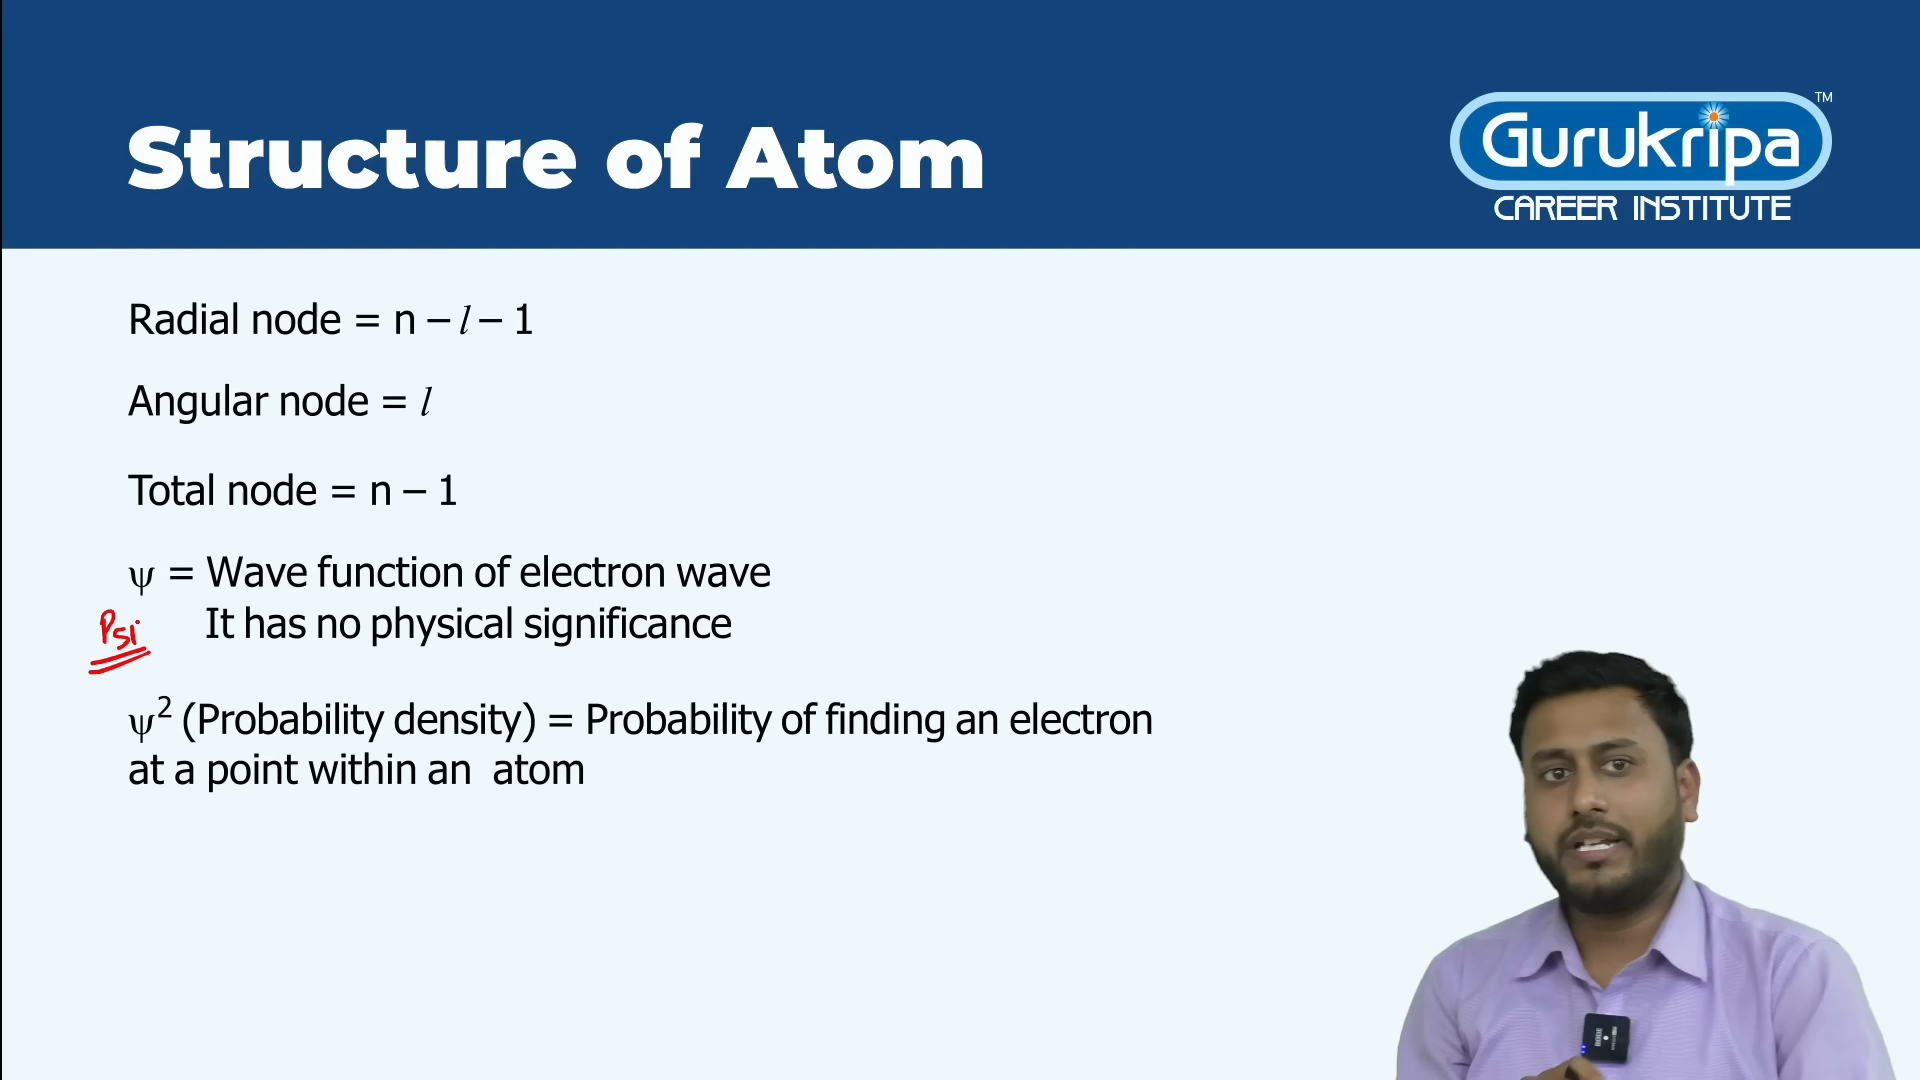 Structure of Atom
Gurukripa
TM
CAREER INSTITUTE
Radial node = n – l – 1
Angular node = l
Total node = n – 1
ψ = Wave function of electron wave
Psi
It has no physical significance
ψ² (Probability density) = Probability of finding an electron
at a point within an atom